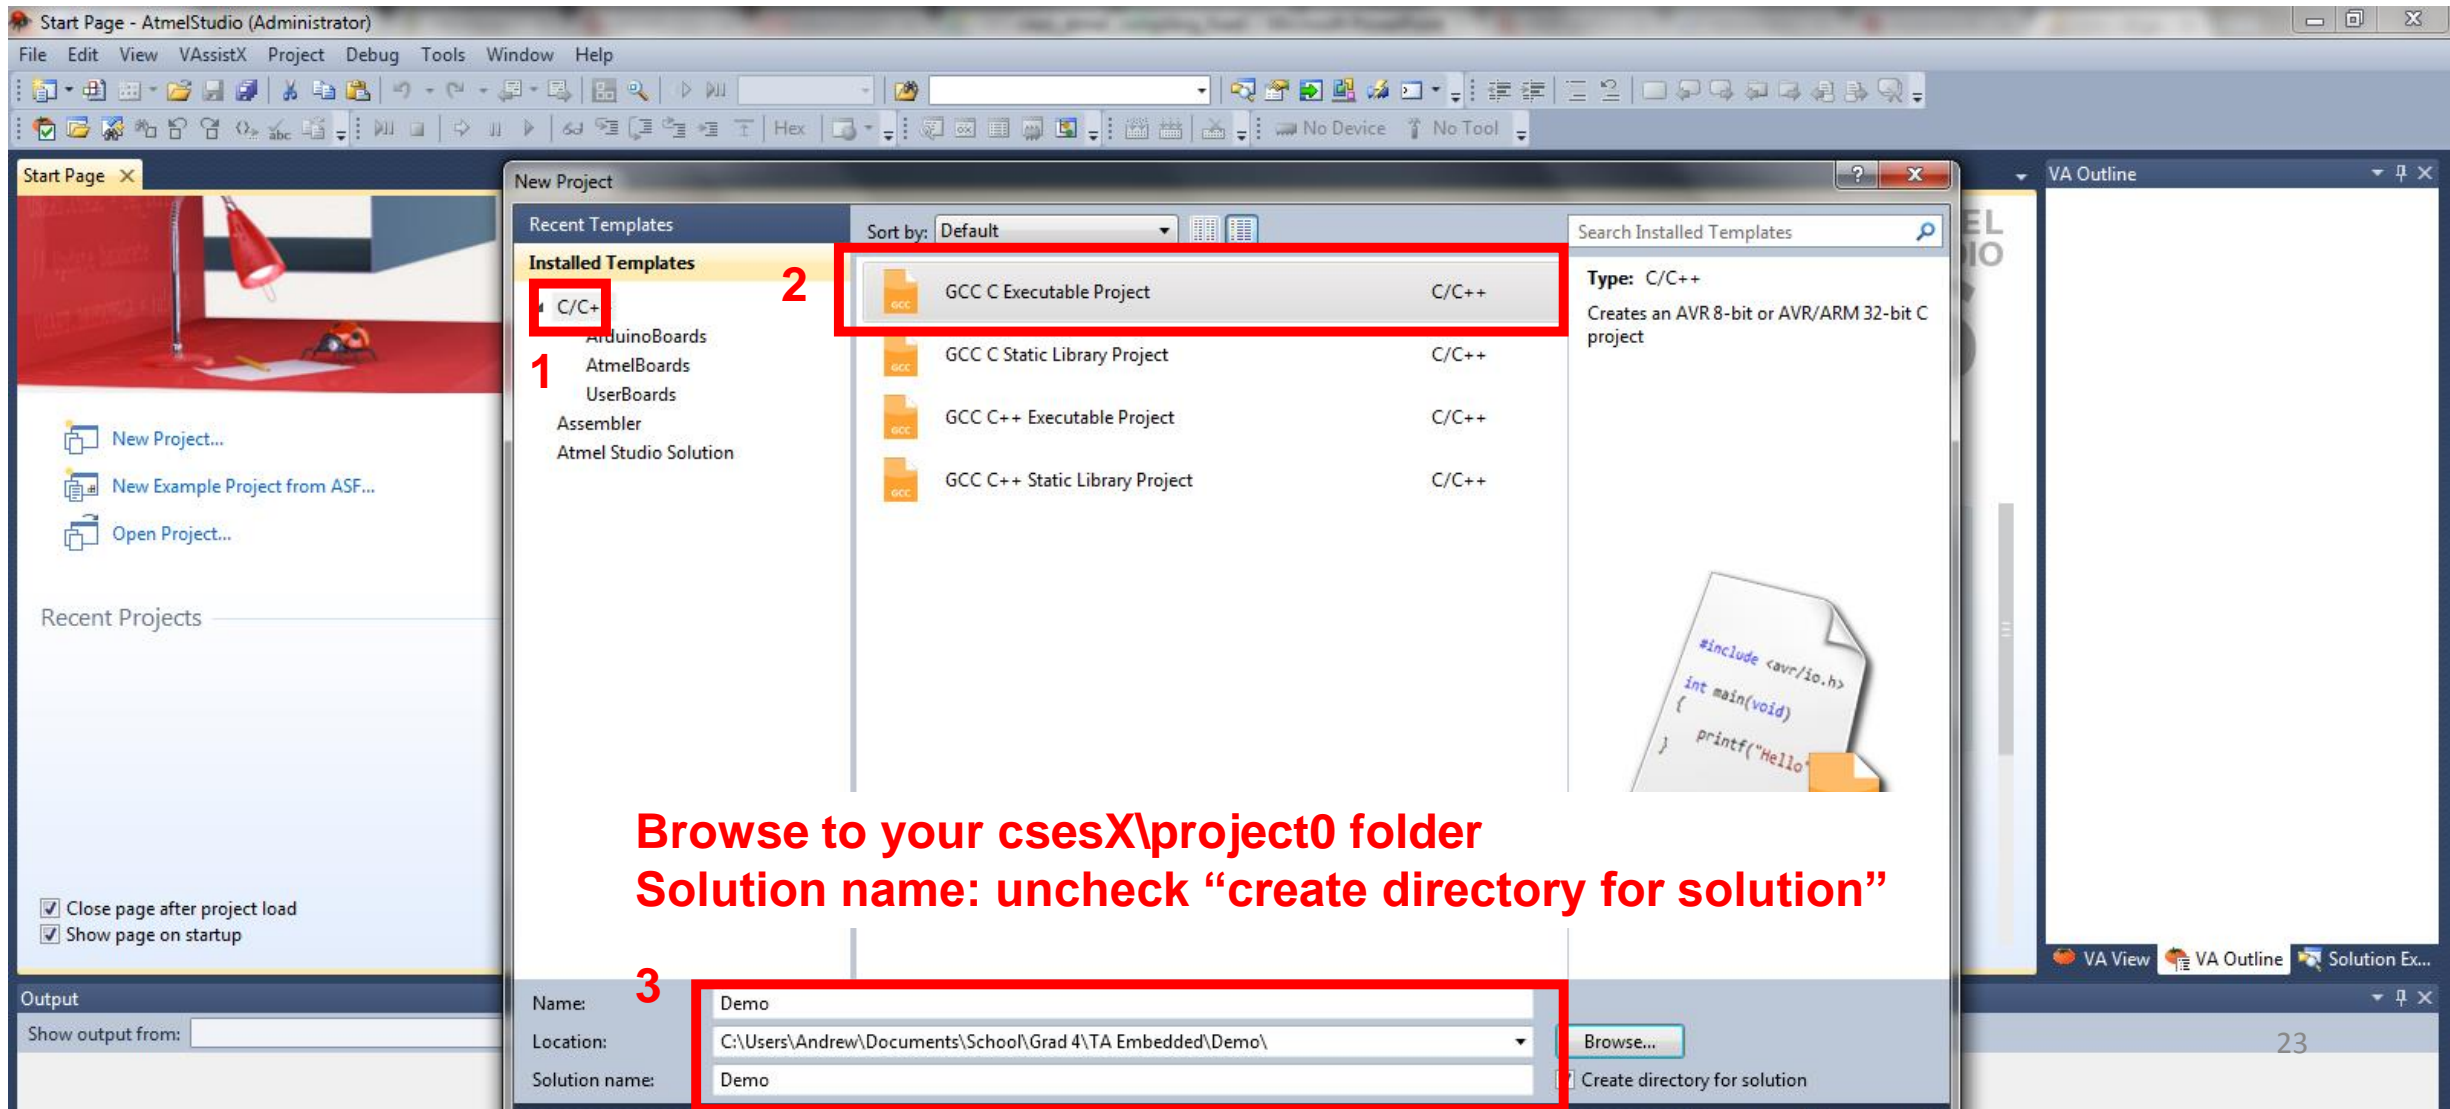 Start Page - AtmelStudio (Administrator)
File Edit View VAssistX Project Debug Tools Window Help
Hex No Device No Tool
Start Page
New Project
VA Outline
Recent Templates
Sort by: Default
Search Installed Templates
Installed Templates
C/C+
1
ArduinoBoards
AtmelBoards
UserBoards
Assembler
Atmel Studio Solution
2
GCC C Executable Project C/C++
GCC C Static Library Project C/C++
GCC C++ Executable Project C/C++
GCC C++ Static Library Project C/C++
Type: C/C++
Creates an AVR 8-bit or AVR/ARM 32-bit C
project
#include <avr/io.h>
int main(void)
{
printf("Hello"
}
New Project...
New Example Project from ASF...
Open Project...
Recent Projects
Close page after project load
Show page on startup
Browse to your csesX\project0 folder
Solution name: uncheck “create directory for solution”
VA View VA Outline Solution Ex...
3
Name: Demo
Location: C:\Users\Andrew\Documents\School\Grad 4\TA Embedded\Demo\ Browse...
Solution name: Demo Create directory for solution
Output
Show output from:
23